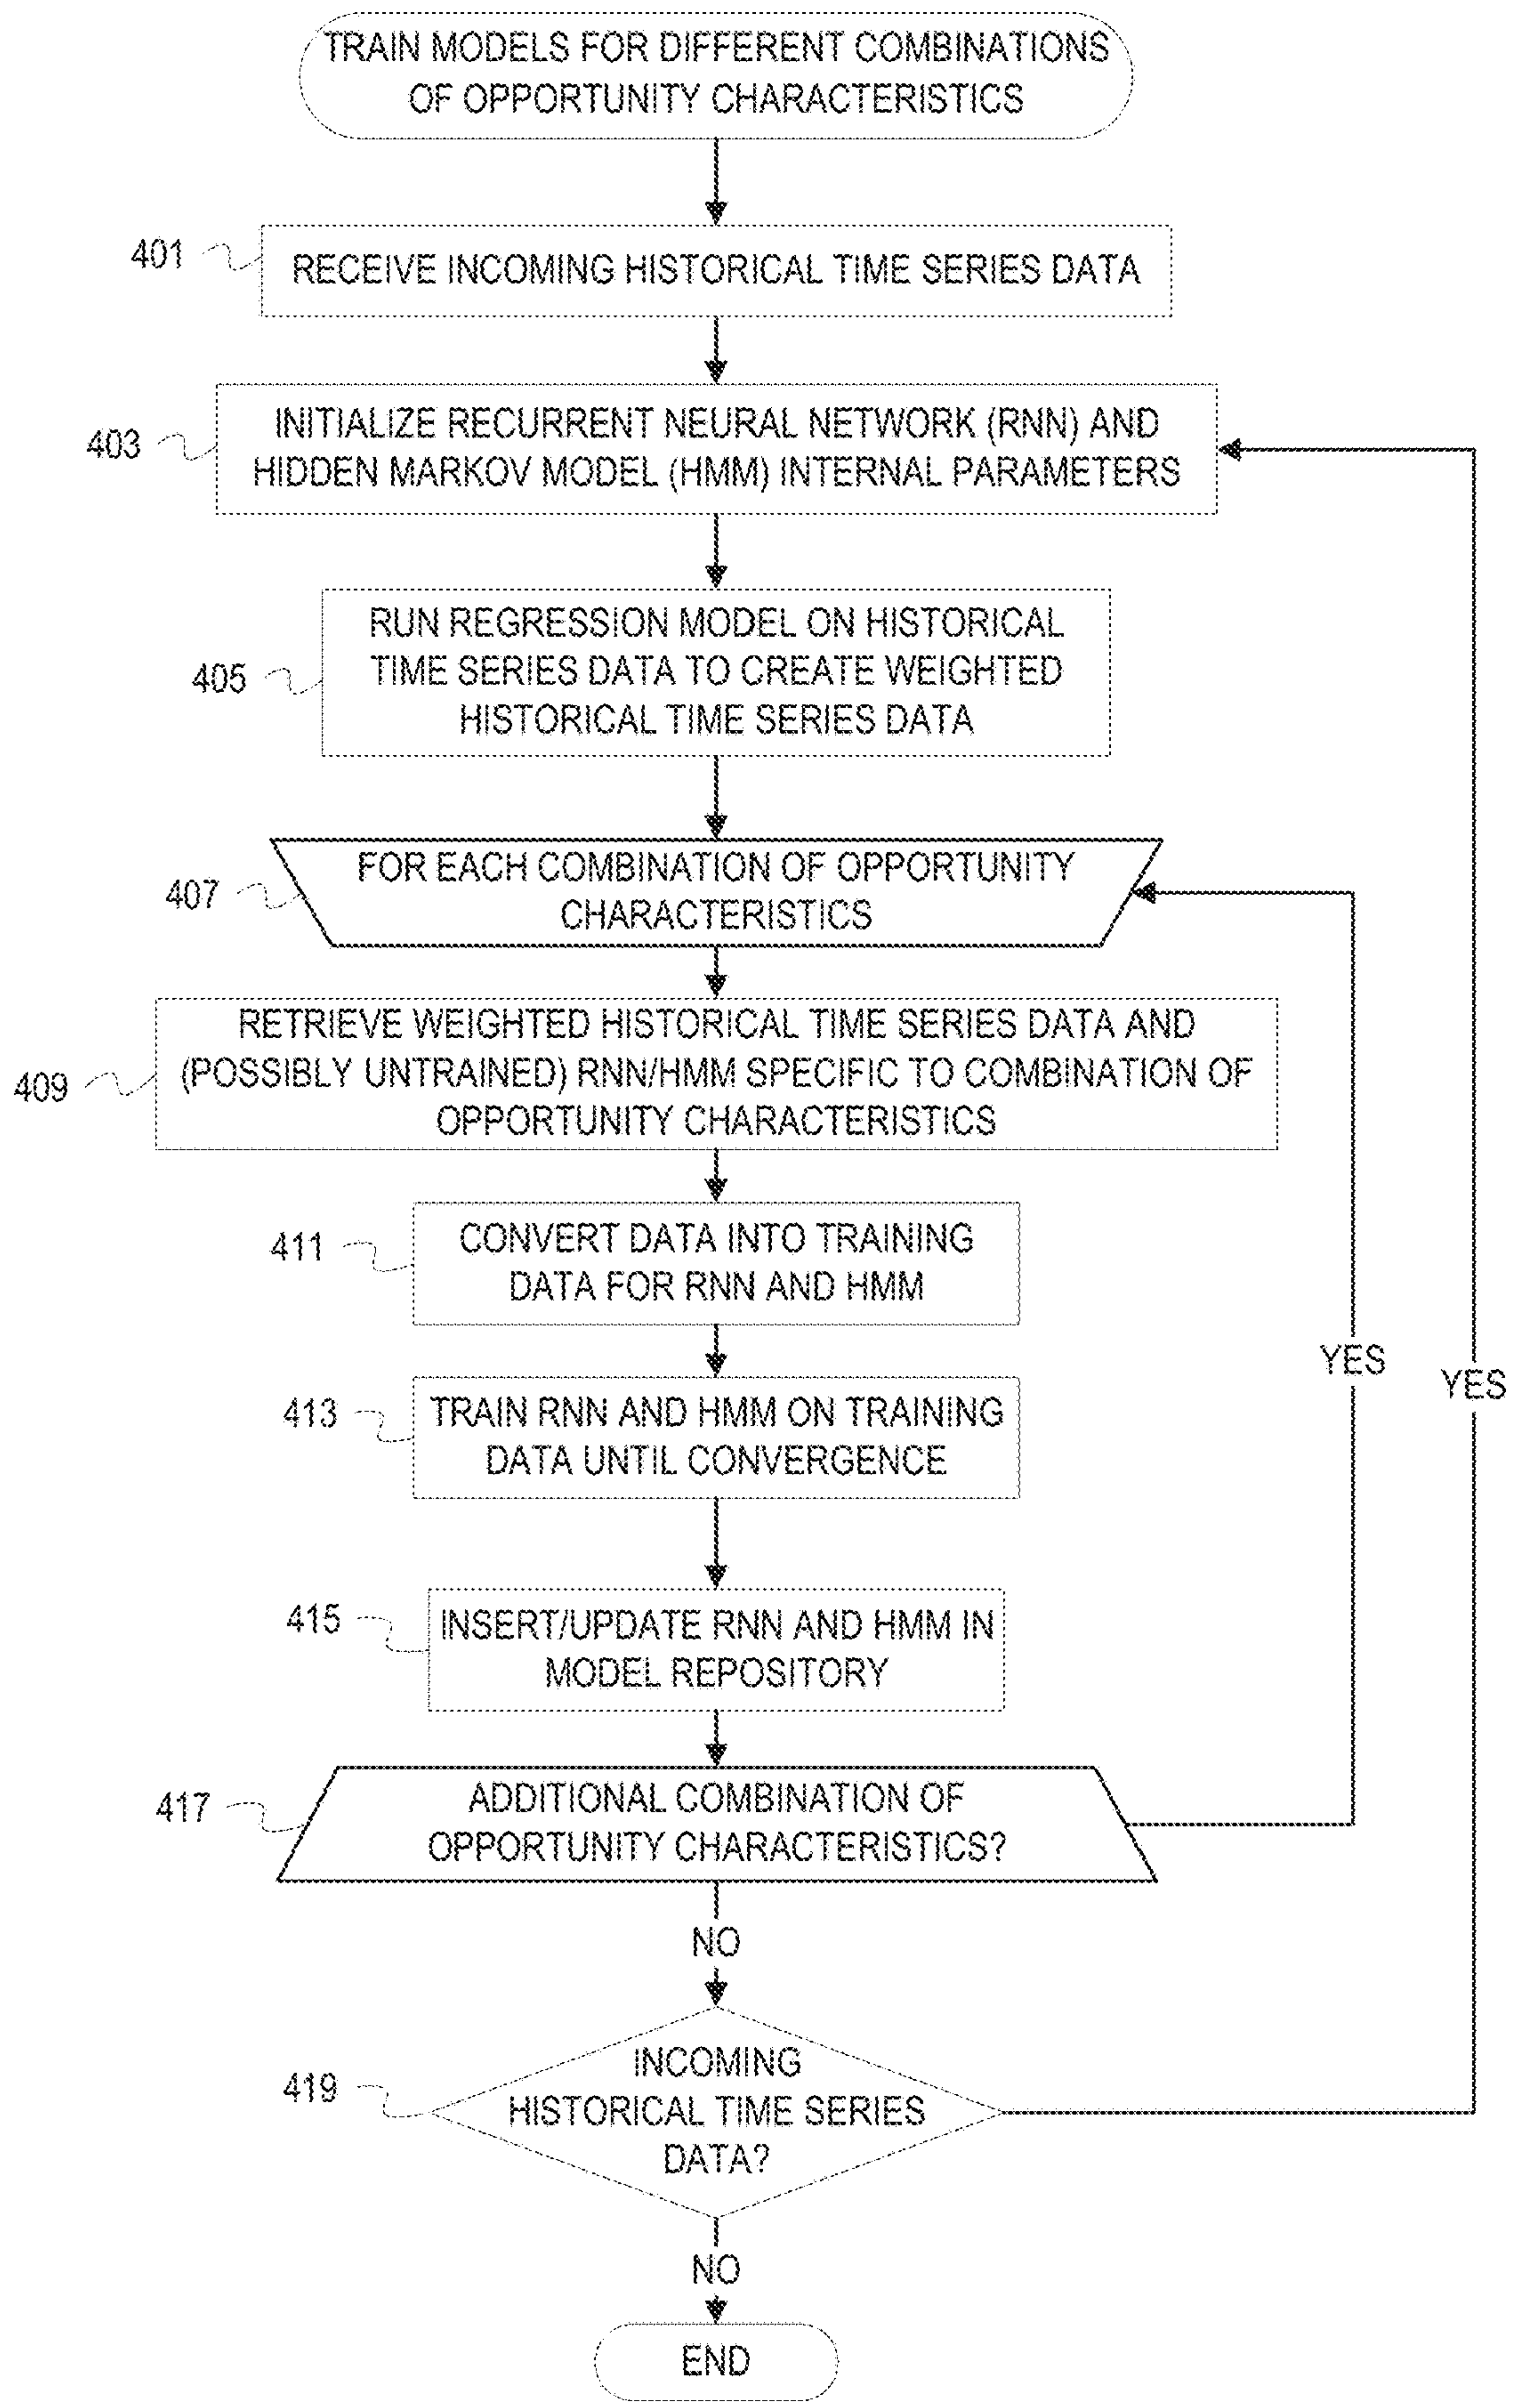 TRAIN MODELS FOR DIFFERENT COMBINATIONS
OF OPPORTUNITY CHARACTERISTICS
401
RECEIVE INCOMING HISTORICAL TIME SERIES DATA
403
INITIALIZE RECURRENT NEURAL NETWORK (RNN) AND
HIDDEN MARKOV MODEL (HMM) INTERNAL PARAMETERS
405
RUN REGRESSION MODEL ON HISTORICAL
TIME SERIES DATA TO CREATE WEIGHTED
HISTORICAL TIME SERIES DATA
407
FOR EACH COMBINATION OF OPPORTUNITY
CHARACTERISTICS
409
RETRIEVE WEIGHTED HISTORICAL TIME SERIES DATA AND
(POSSIBLY UNTRAINED) RNN/HMM SPECIFIC TO COMBINATION OF
OPPORTUNITY CHARACTERISTICS
411
CONVERT DATA INTO TRAINING
DATA FOR RNN AND HMM
YES
YES
413
TRAIN RNN AND HMM ON TRAINING
DATA UNTIL CONVERGENCE
415
INSERT/UPDATE RNN AND HMM IN
MODEL REPOSITORY
417
ADDITIONAL COMBINATION OF
OPPORTUNITY CHARACTERISTICS?
NO
419
INCOMING
HISTORICAL TIME SERIES
DATA?
NO
END